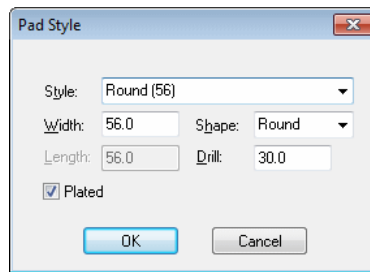 Pad Style
Style: Round (56)
Width: 56.0 Shape: Round
Length: 56.0 Drill: 30.0
Plated
OK Cancel